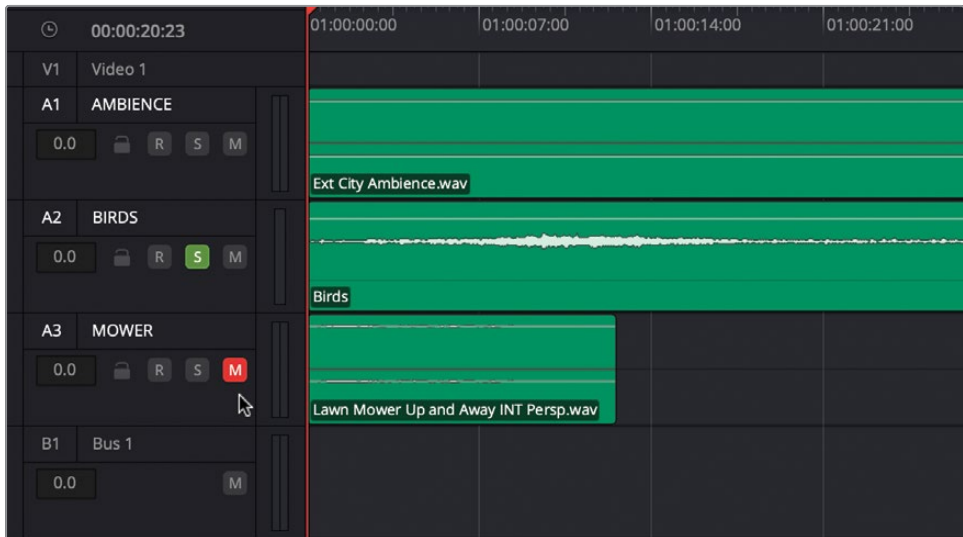 00:00:20:23
01:00:00:00 01:00:07:00 01:00:14:00 01:00:21:00
V1 Video 1
A1 AMBIENCE
0.0 R S M
Ext City Ambience.wav
A2 BIRDS
0.0 R S M
Birds
A3 MOWER
0.0 R S M
Lawn Mower Up and Away INT Persp.wav
B1 Bus 1
0.0 M